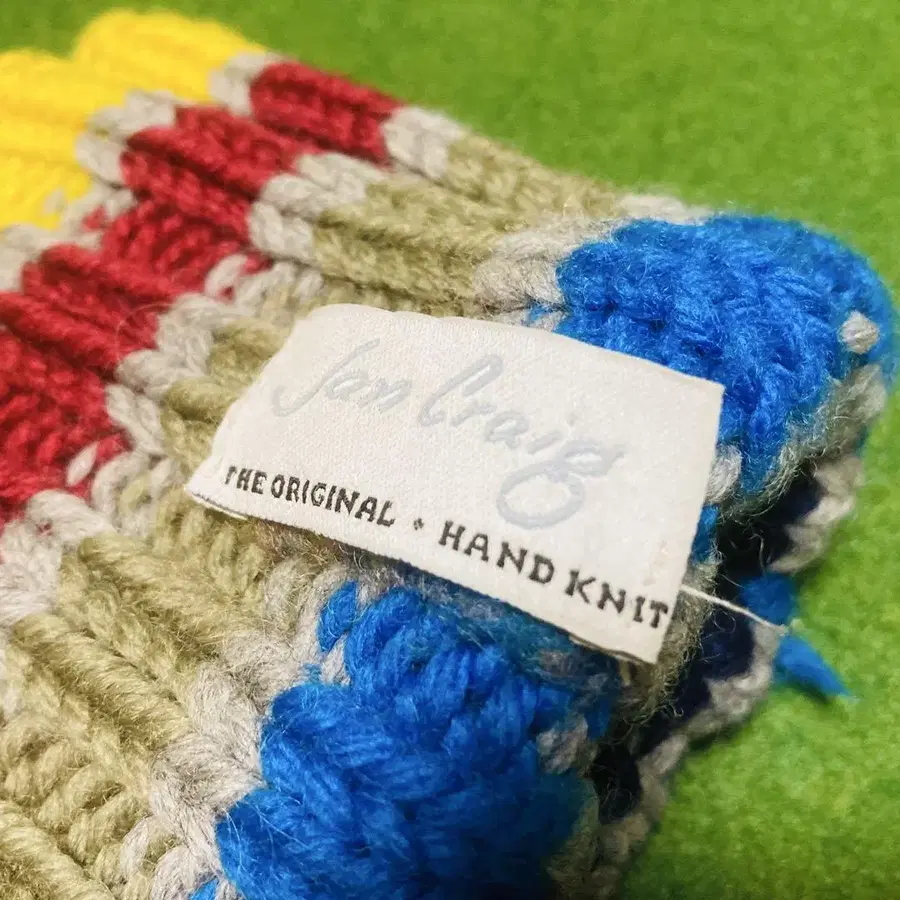 Jan Craig
THE ORIGINAL • HAND KNIT